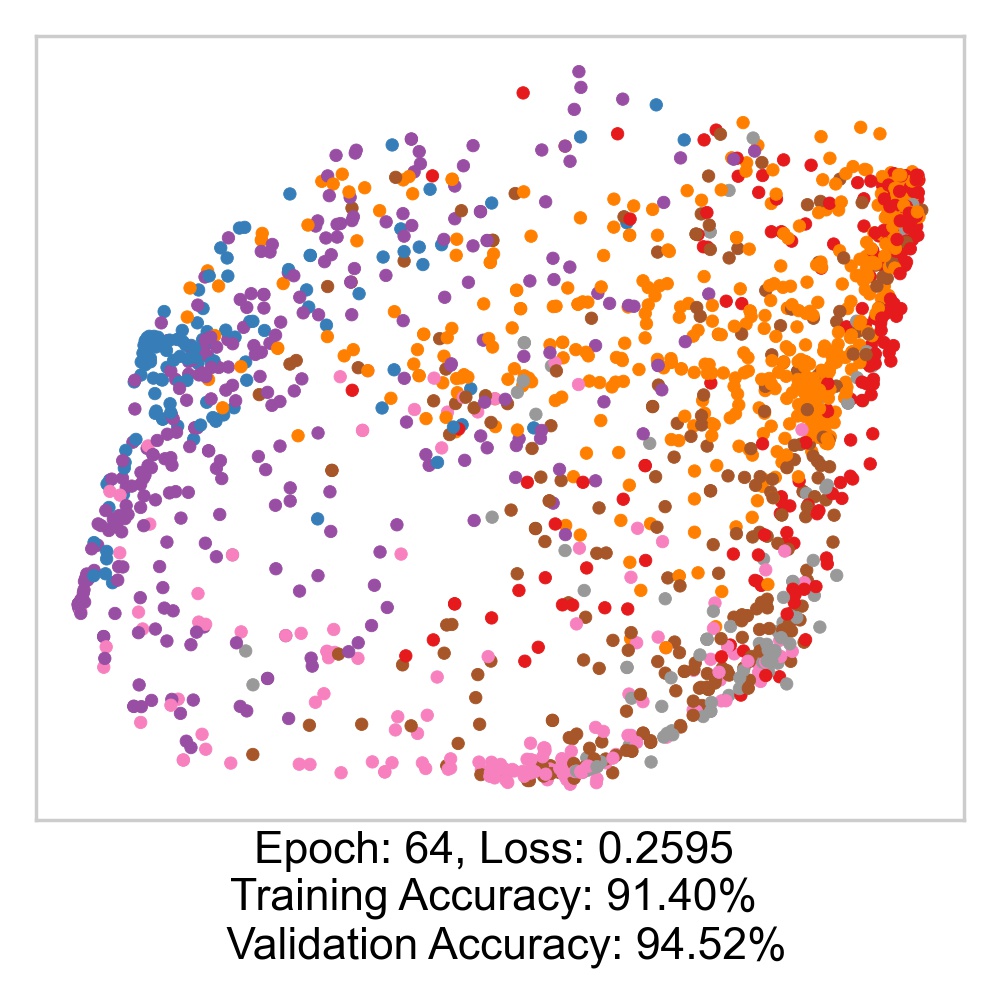 Epoch: 64, Loss: 0.2595
Training Accuracy: 91.40%
Validation Accuracy: 94.52%